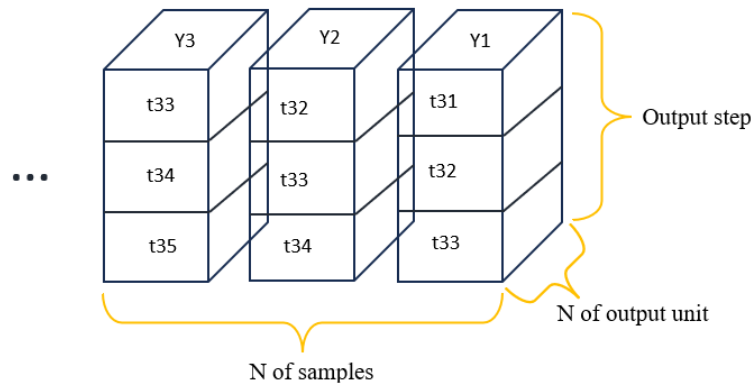 Y3 Y2 Y1
t33 t32 t31
Output step
t34 t33 t32
...
t35 t34 t33
N of output unit
N of samples